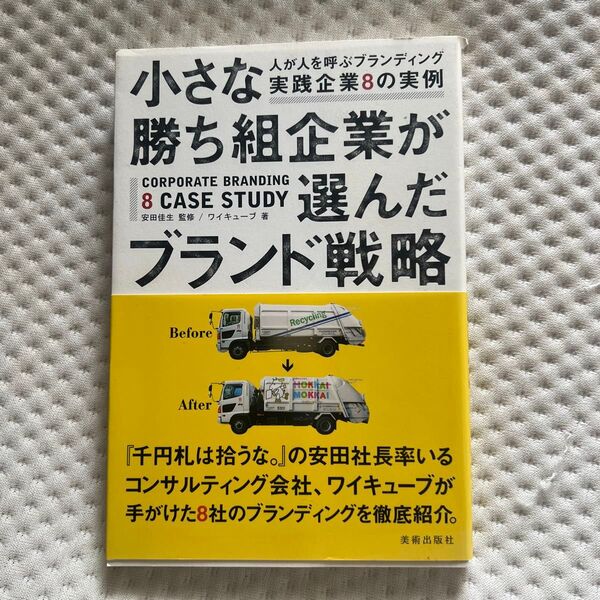 人が人を呼ぶブランディング
実践企業8の実例
小さな
勝ち組企業が
CORPORATE BRANDING
8 CASE STUDY
安田佳生 監修 / ワイキューブ 著
選んだ
ブランド戦略
Before
Recycling
After
HOKKAI
MOKKAI
『千円札は拾うな。』の安田社長率いる
コンサルティング会社、ワイキューブが
手がけた8社のブランディングを徹底紹介。
美術出版社